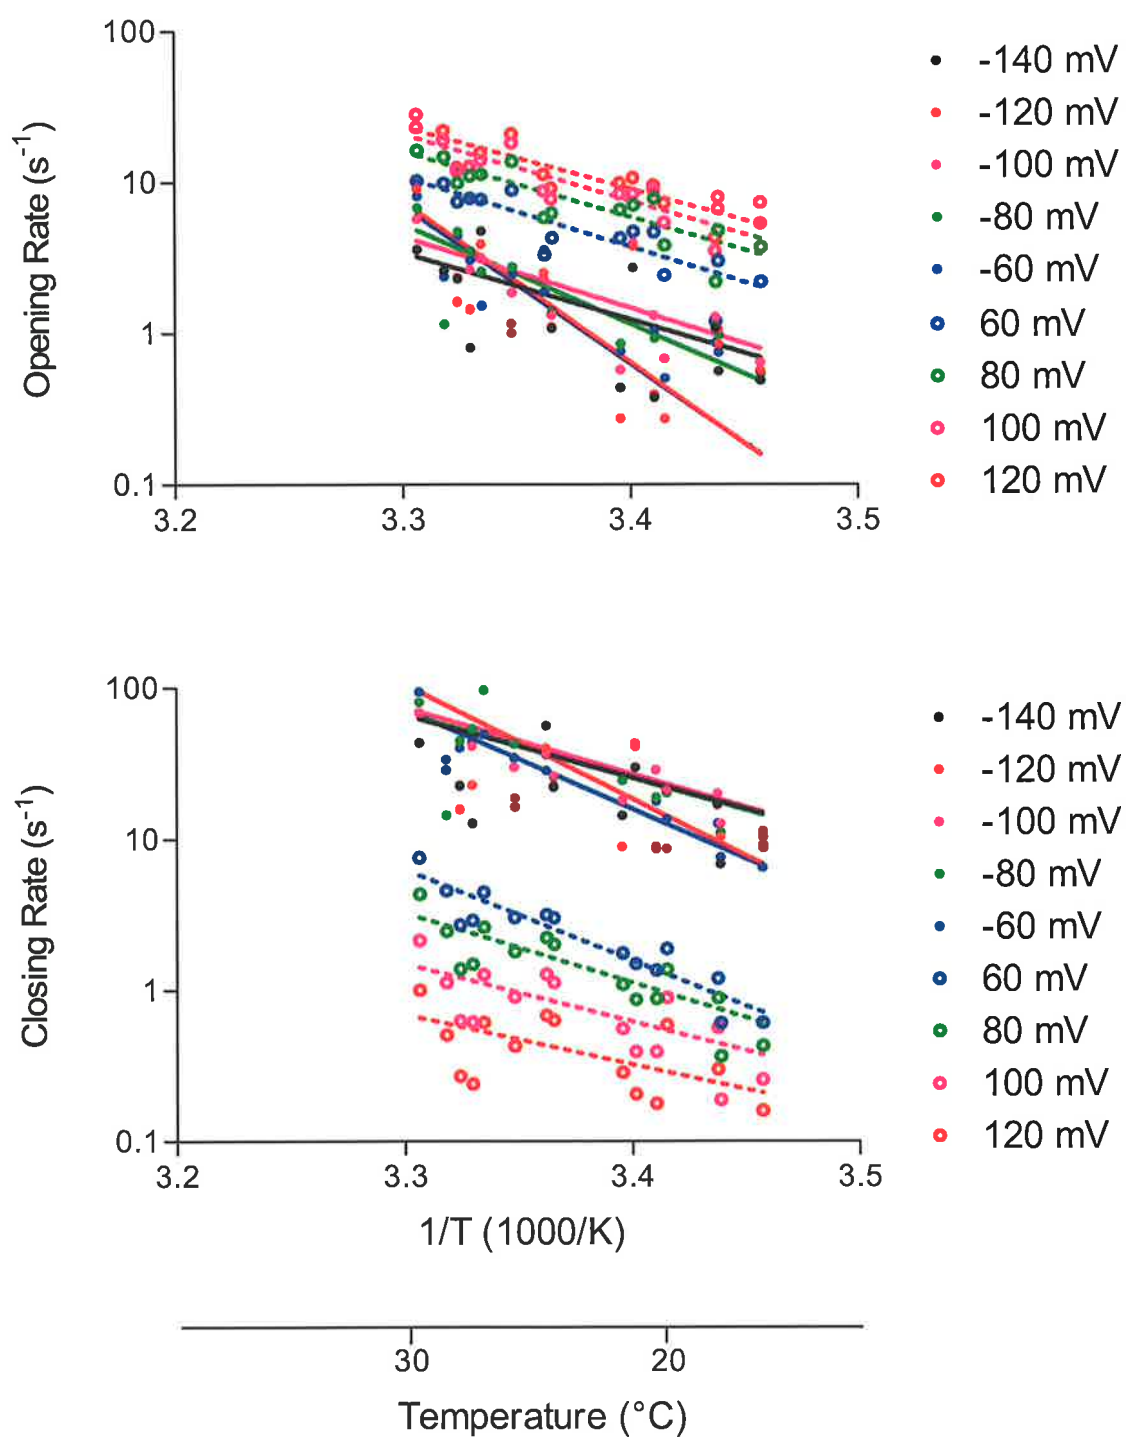 Opening Rate (s-1)
100
10
1
0.1
3.2
3.3
3.4
3.5
-140 mV
-120 mV
-100 mV
-80 mV
-60 mV
60 mV
80 mV
100 mV
120 mV
Closing Rate (s-1)
100
10
1
0.1
3.2
3.3
3.4
3.5
1/T (1000/K)
-140 mV
-120 mV
-100 mV
-80 mV
-60 mV
60 mV
80 mV
100 mV
120 mV
30
20
Temperature (°C)